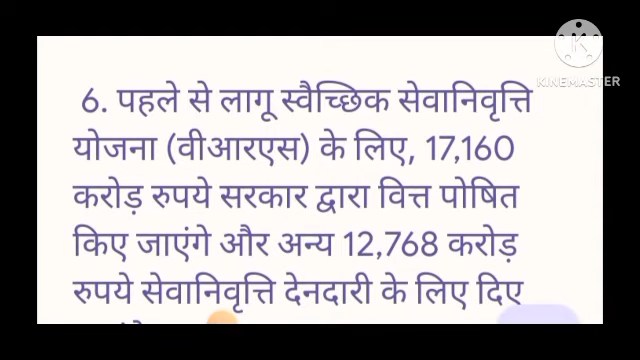 K
KINEMASTER
6. पहले से लागू स्वैच्छिक सेवानिवृत्ति
योजना (वीआरएस) के लिए, 17,160
करोड़ रुपये सरकार द्वारा वित्त पोषित
किए जाएंगे और अन्य 12,768 करोड़
रुपये सेवानिवृत्ति देनदारी के लिए दिए